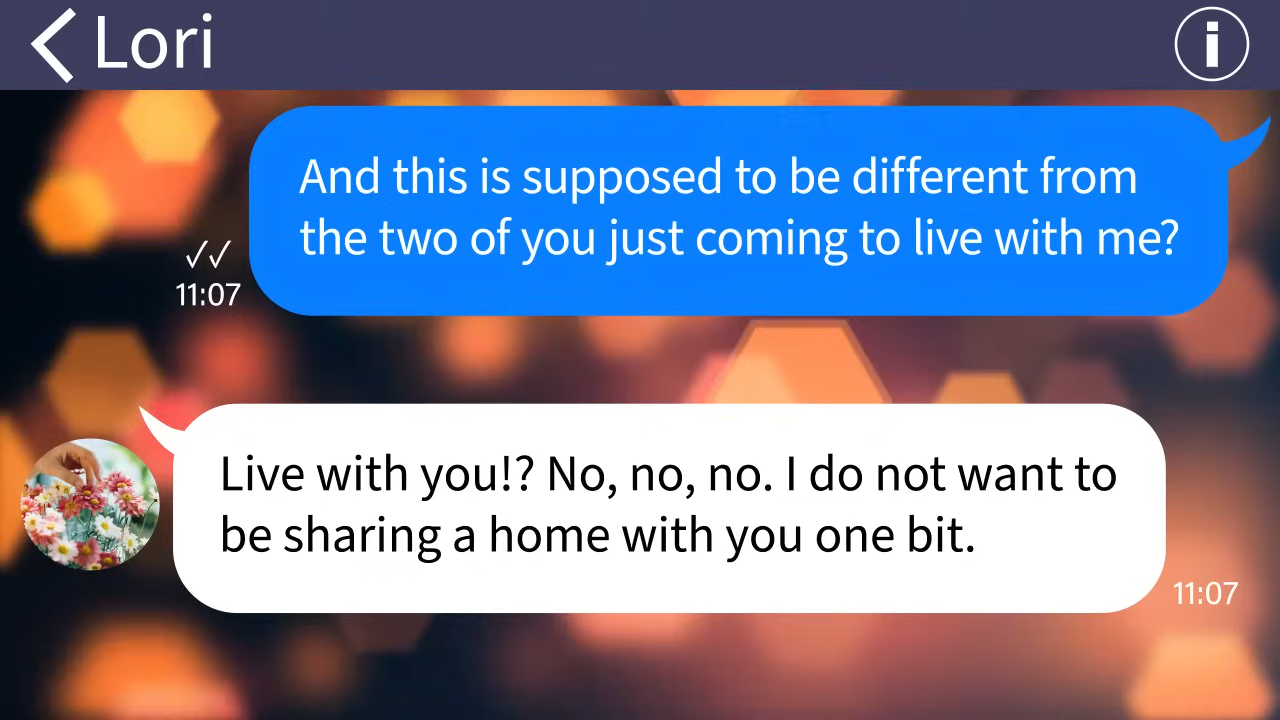 Lori
And this is supposed to be different from
the two of you just coming to live with me?
✓✓
11:07
Live with you!? No, no, no. I do not want to
be sharing a home with you one bit.
11:07